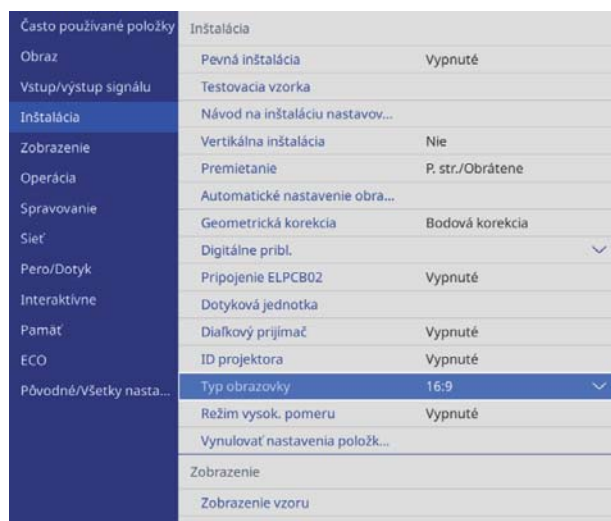 Často používané položky
Obraz
Vstup/výstup signálu
Inštalácia
Zobrazenie
Operácia
Spravovanie
Sieť
Pero/Dotyk
Interaktívne
Pamäť
ECO
Pôvodné/Všetky nasta...
Inštalácia
Pevná inštalácia Vypnuté
Testovacia vzorka
Návod na inštaláciu nastavov...
Vertikálna inštalácia Nie
Premietanie P. str./Obrátene
Automatické nastavenie obra...
Geometrická korekcia Bodová korekcia
Digitálne pribl.
Pripojenie ELPCB02 Vypnuté
Dotyková jednotka
Diaľkový prijímač Vypnuté
ID projektora Vypnuté
Typ obrazovky 16:9
Režim vysok. pomeru Vypnuté
Vynulovať nastavenia položk...
Zobrazenie
Zobrazenie vzoru